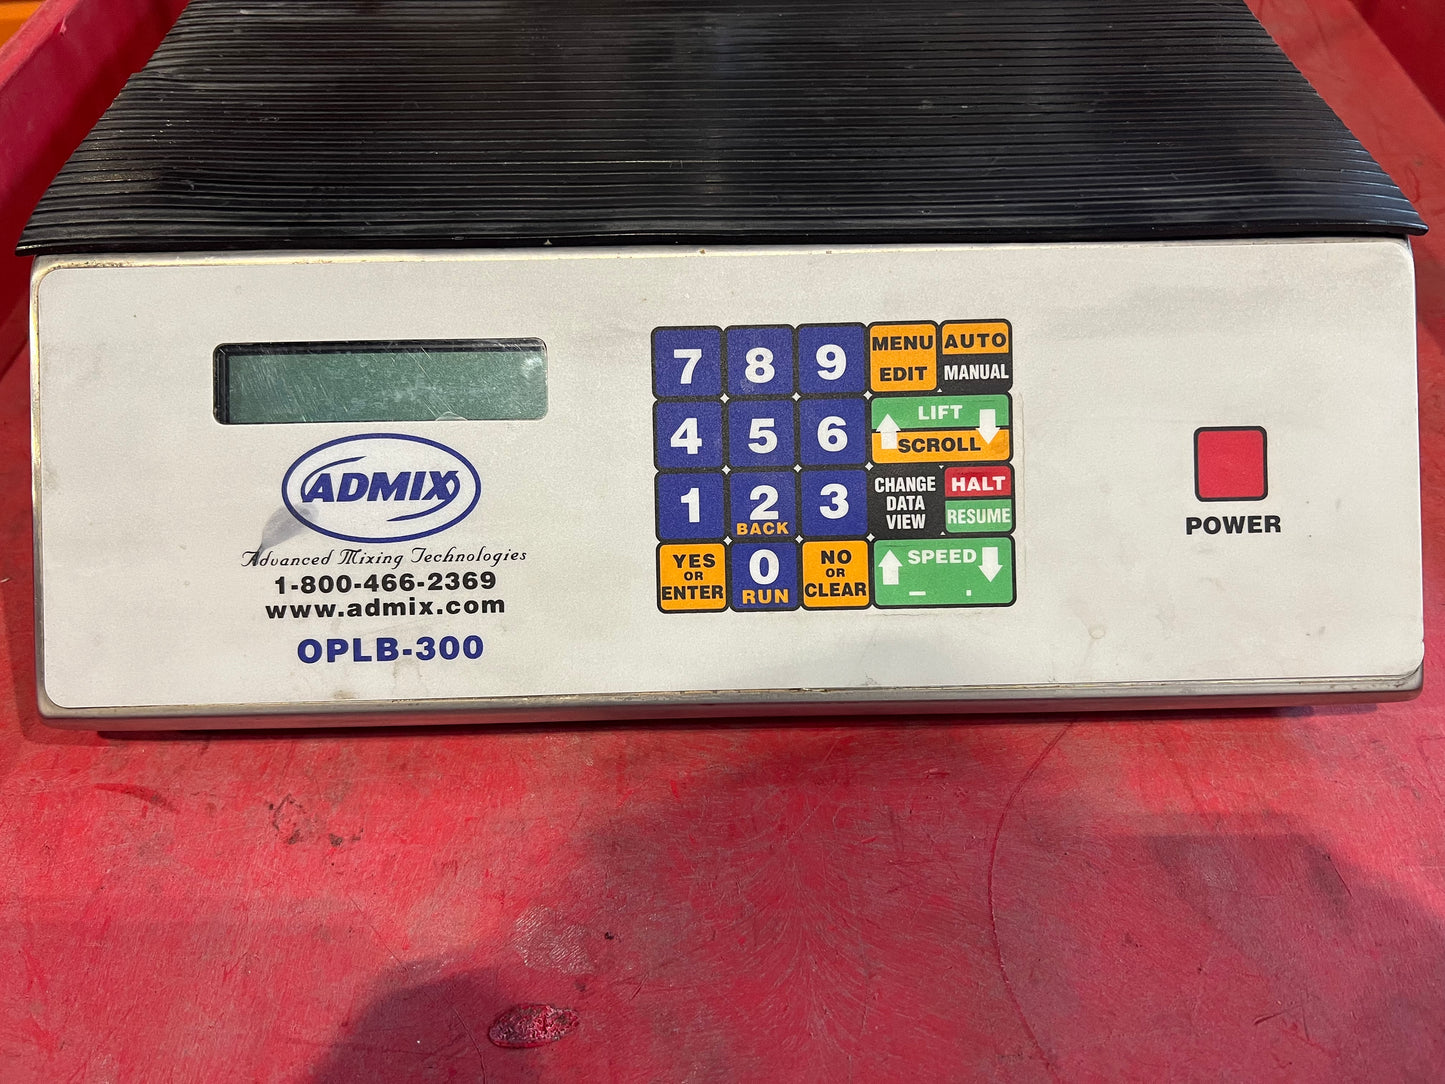 ADMIX
Advanced Mixing Technologies
1-800-466-2369
www.admix.com
OPLB-300
7 8 9 MENU EDIT AUTO MANUAL
4 5 6 LIFT SCROLL
1 2 BACK 3 CHANGE DATA VIEW HALT RESUME
YES OR ENTER 0 RUN NO OR CLEAR SPEED – .
POWER